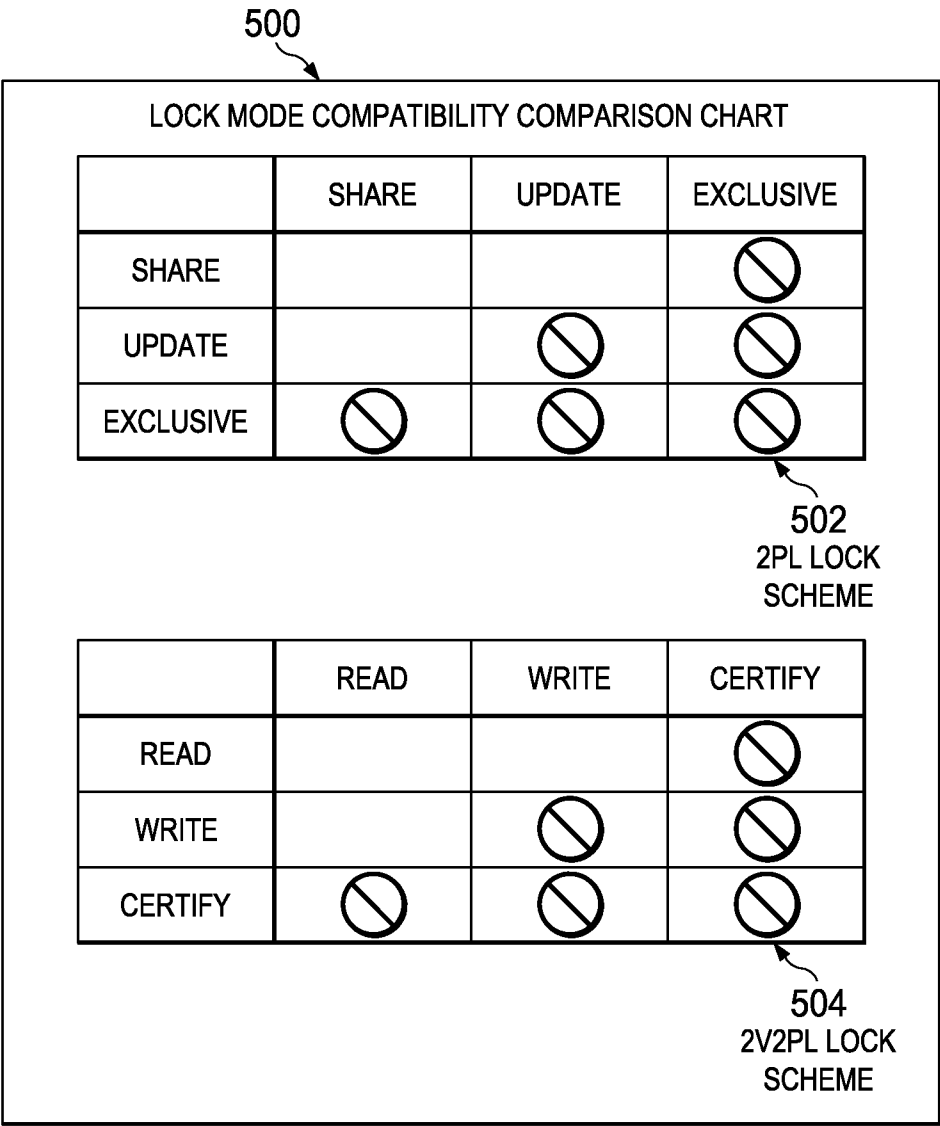 500
LOCK MODE COMPATIBILITY COMPARISON CHART
SHARE UPDATE EXCLUSIVE
SHARE
UPDATE
EXCLUSIVE
502
2PL LOCK
SCHEME
READ WRITE CERTIFY
READ
WRITE
CERTIFY
504
2V2PL LOCK
SCHEME